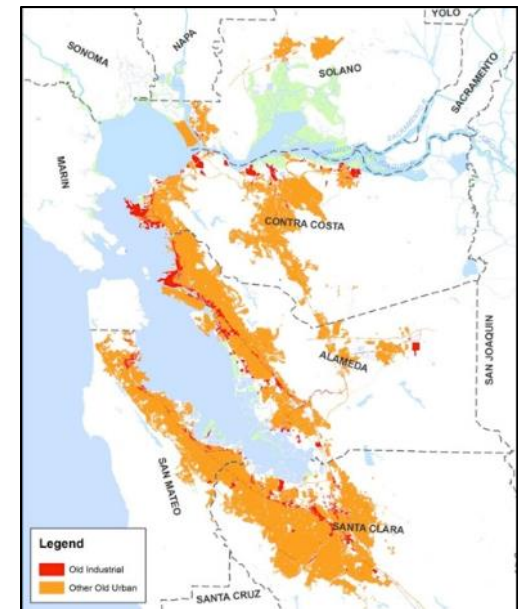 YOLO
NAPA
SONOMA
SOLANO
SACRAMENTO
MARIN
CONTRA COSTA
ALAMEDA
SAN JOAQUIN
SAN MATEO
SANTA CLARA
SANTA CRUZ
Legend
Old Industrial
Other Old Urban